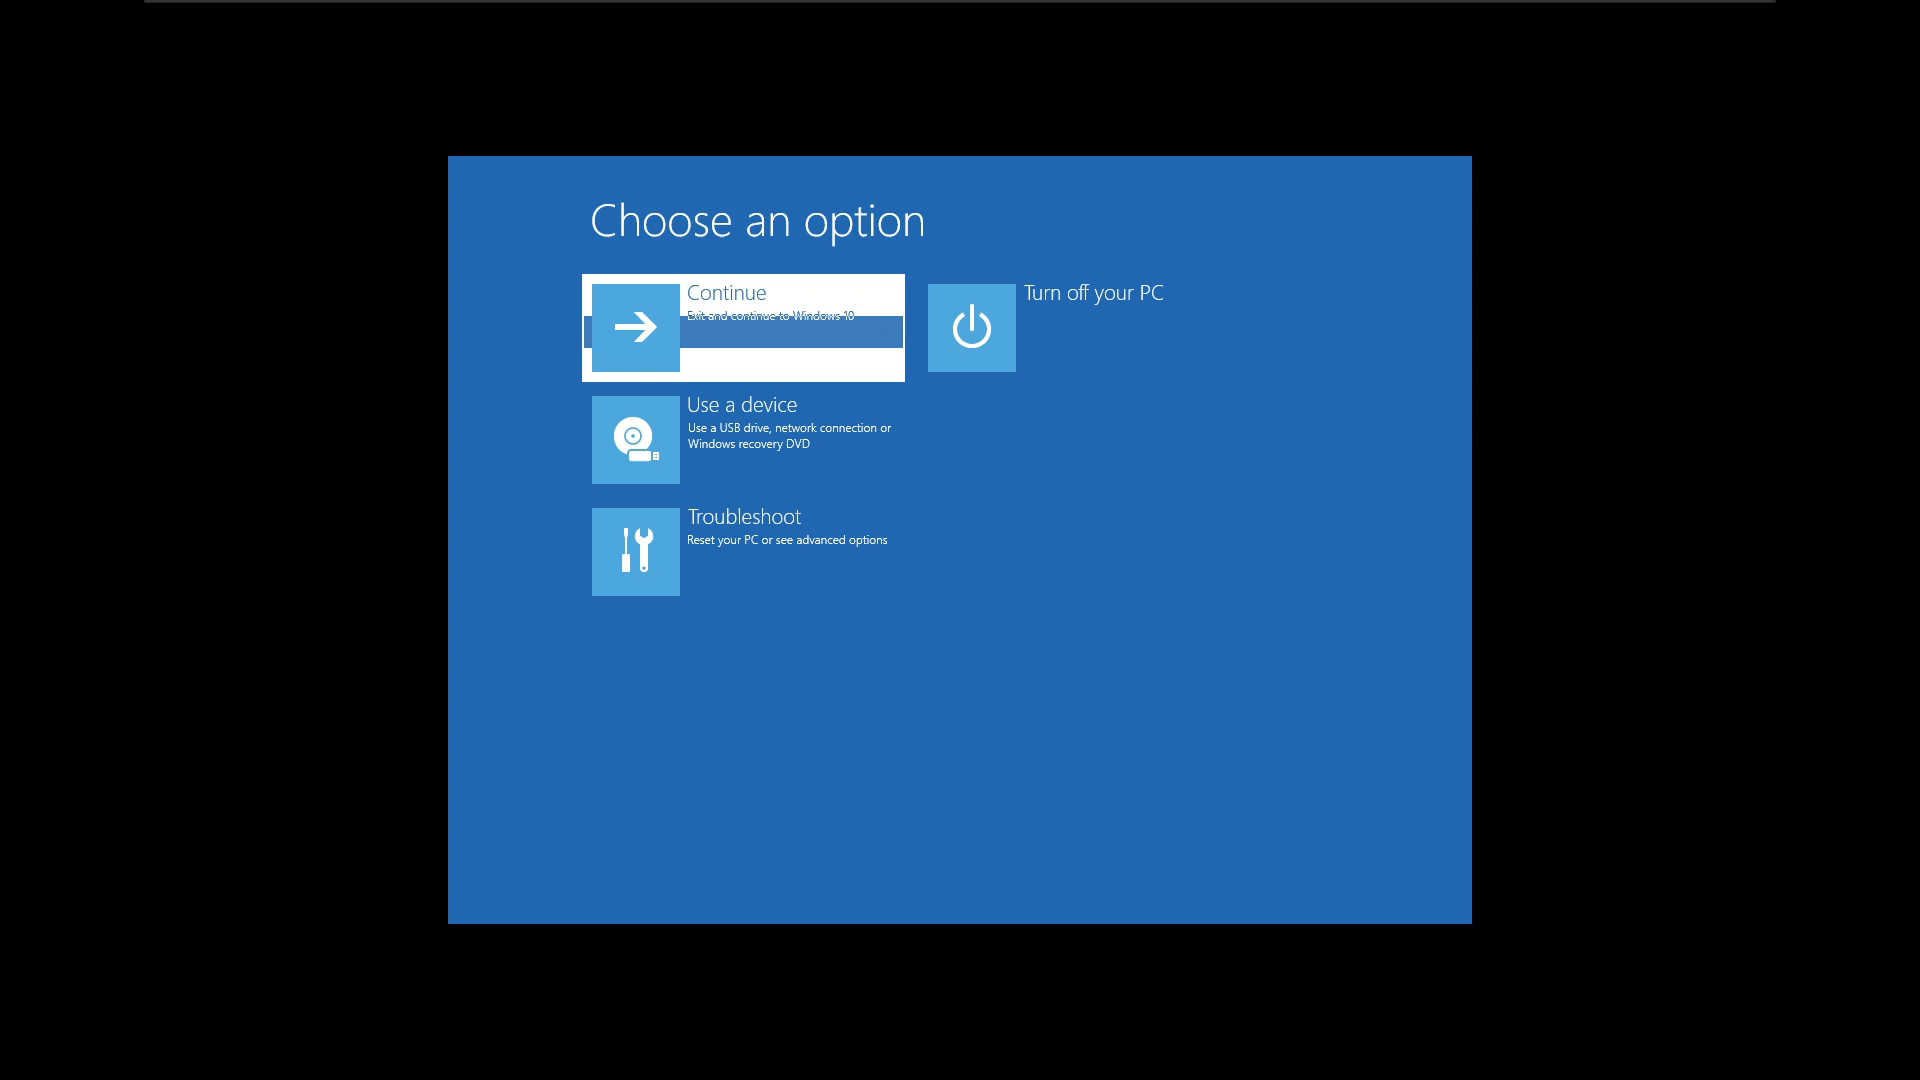 Choose an option
Continue
Exit and continue to Windows 10
Turn off your PC
Use a device
Use a USB drive, network connection or
Windows recovery DVD
Troubleshoot
Reset your PC or see advanced options